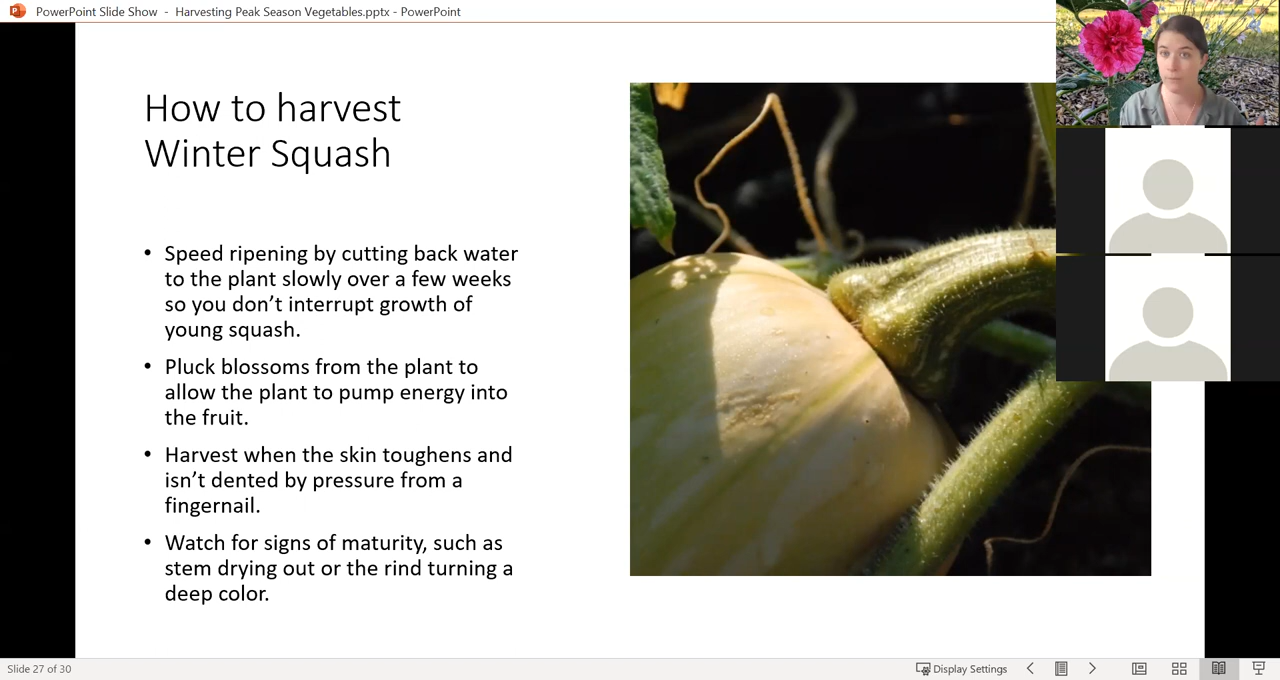 PowerPoint Slide Show - Harvesting Peak Season Vegetables.pptx - PowerPoint
How to harvest
Winter Squash
• Speed ripening by cutting back water
to the plant slowly over a few weeks
so you don’t interrupt growth of
young squash.
• Pluck blossoms from the plant to
allow the plant to pump energy into
the fruit.
• Harvest when the skin toughens and
isn’t dented by pressure from a
fingernail.
• Watch for signs of maturity, such as
stem drying out or the rind turning a
deep color.
Slide 27 of 30
Display Settings